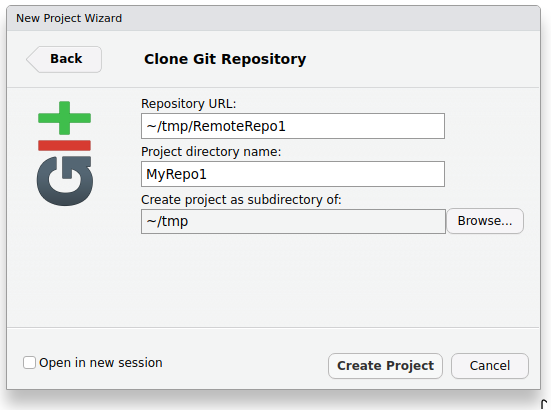 New Project Wizard
Back
Clone Git Repository
Repository URL:
~/tmp/RemoteRepo1
Project directory name:
MyRepo1
Create project as subdirectory of:
~/tmp
Browse...
GIt
Open in new session
Create Project
Cancel